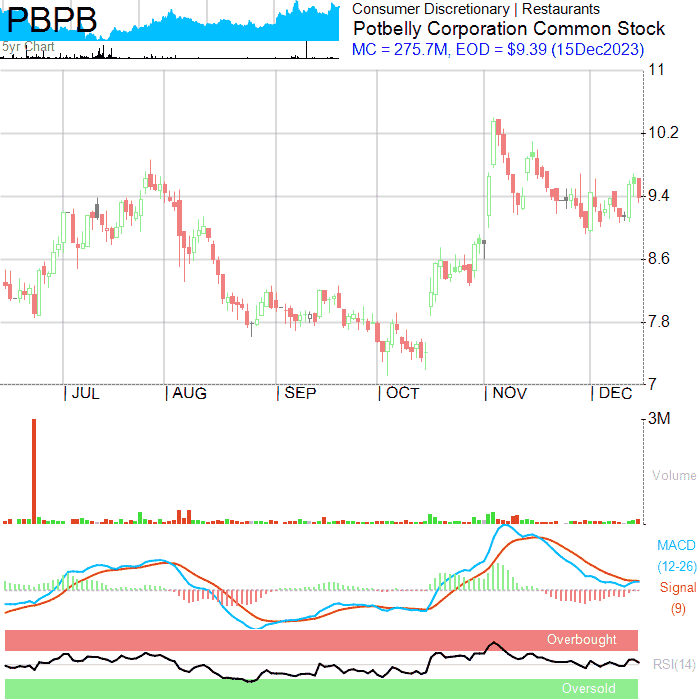 PBPB
5yr Chart
Consumer Discretionary | Restaurants
Potbelly Corporation Common Stock
MC = 275.7M, EOD = $9.39 (15Dec2023)
11
10.2
9.4
8.6
7.8
7
| JUL | AUG | SEP | OCT | NOV | DEC
3M
Volume
MACD
(12-26)
Signal
(9)
Overbought
RSI(14)
Oversold